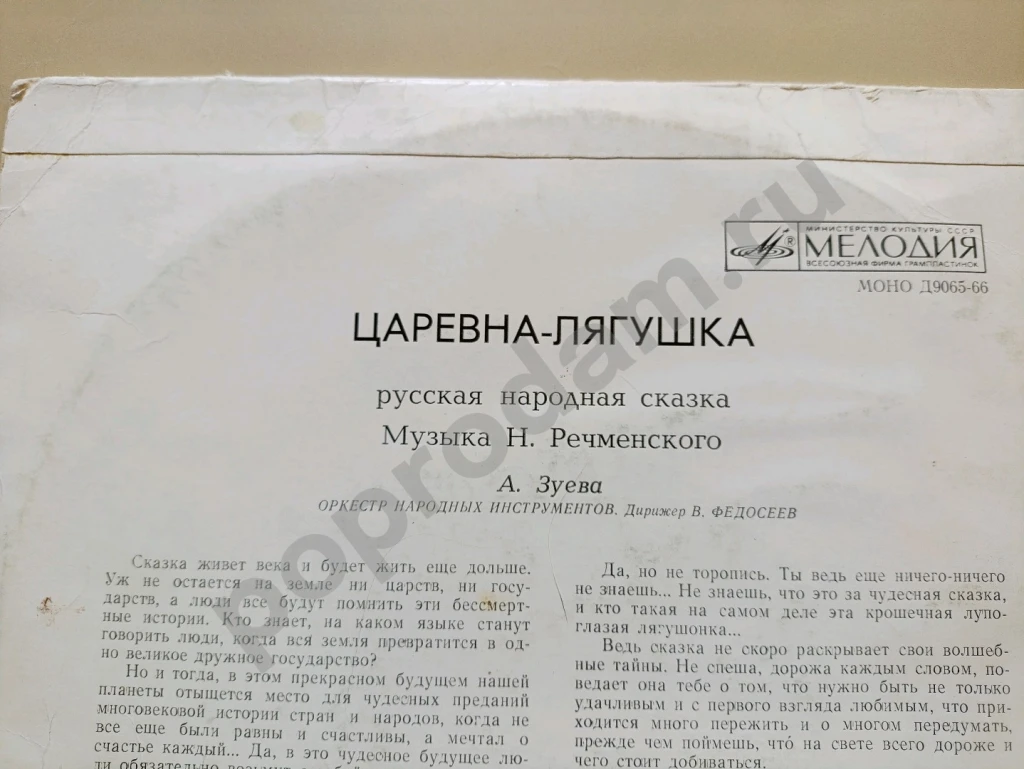 МИНИСТЕРСТВО КУЛЬТУРЫ СССР
МЕЛОДИЯ
ВСЕСОЮЗНАЯ ФИРМА ГРАМПЛАСТИНОК
МОНО Д9065-66
ЦАРЕВНА-ЛЯГУШКА
русская народная сказка
Музыка Н. Речменского
А. Зуева
ОРКЕСТР НАРОДНЫХ ИНСТРУМЕНТОВ. Дирижер В. ФЕДОСЕЕВ
Сказка живет века и будет жить еще дольше.
Уж не остается на земле ни царств, ни госу-
дарств, а люди все будут помнить эти бессмерт-
ные истории. Кто знает, на каком языке станут
говорить люди, когда вся земля превратится в од-
но великое дружное государство?
Но и тогда, в этом прекрасном будущем нашей
планеты отыщется место для чудесных преданий
многовековой истории стран и народов, когда не
все еще были равны и счастливы, а мечтал о
счастье каждый... Да, в это чудесное будущее лю-
ди обязательно возьмут с
Да, но не торопись. Ты ведь еще ничего-ничего
не знаешь... Не знаешь, что это за чудесная сказка,
и кто такая на самом деле эта крошечная лупо-
глазая лягушонка...
Ведь сказка не скоро раскрывает свои волшеб-
ные тайны. Не спеша, дорожа каждым словом, по-
ведает она тебе о том, что нужно быть не только
удачливым и с первого взгляда любимым, что при-
ходится много пережить и о многом передумать,
прежде чем поймешь, чтó на свете всего дороже и
чего стоит добиваться.
poprodam.ru